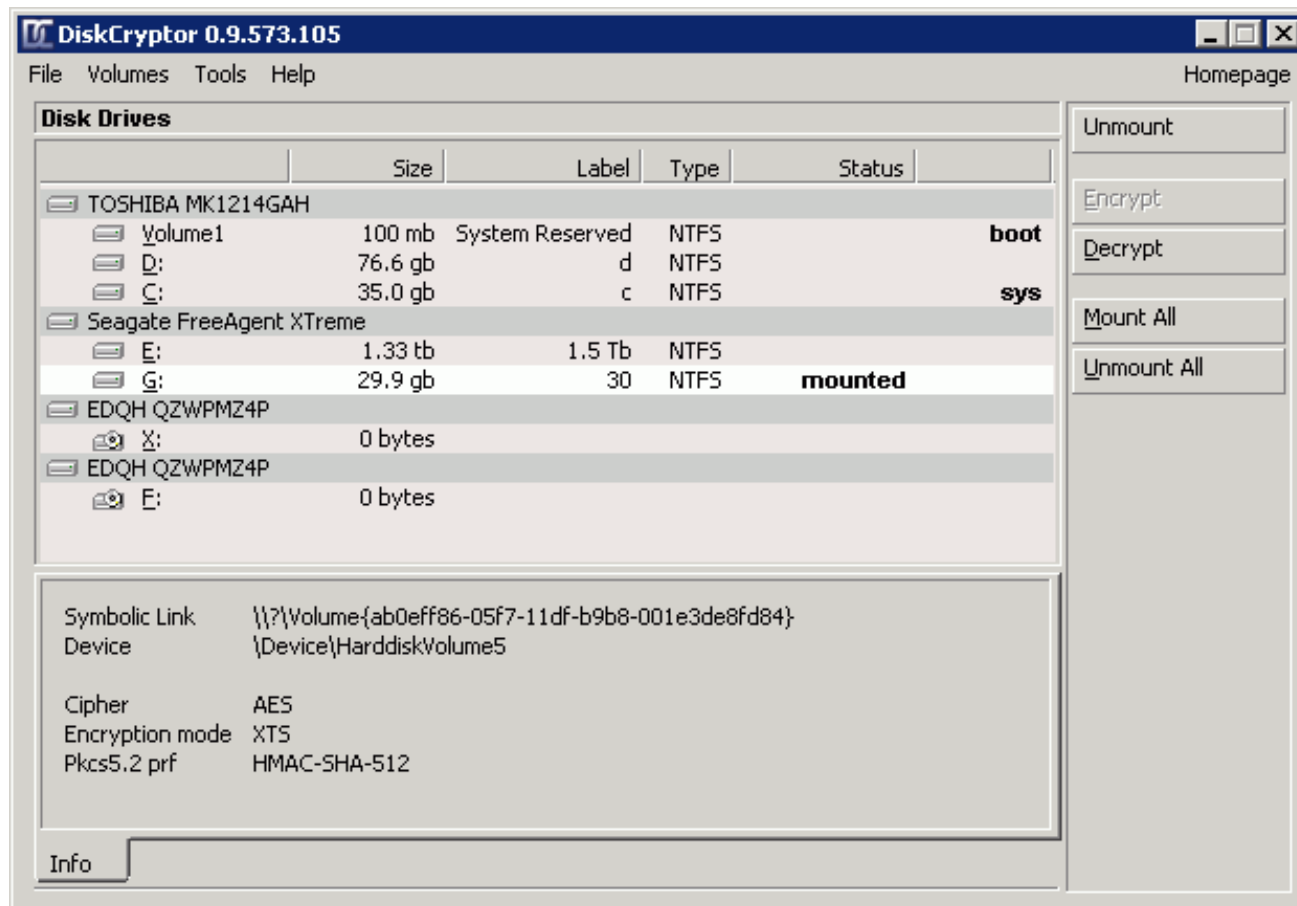 DiskCryptor 0.9.573.105
File Volumes Tools Help Homepage
Disk Drives
Size Label Type Status
TOSHIBA MK1214GAH
Volume1 100 mb System Reserved NTFS boot
D: 76.6 gb d NTFS
C: 35.0 gb c NTFS sys
Seagate FreeAgent XTreme
E: 1.33 tb 1.5 Tb NTFS
G: 29.9 gb 30 NTFS mounted
EDQH QZWPMZ4P
X: 0 bytes
EDQH QZWPMZ4P
F: 0 bytes
Unmount
Encrypt
Decrypt
Mount All
Unmount All
Symbolic Link \\?\Volume{ab0eff86-05f7-11df-b9b8-001e3de8fd84}
Device \Device\HarddiskVolume5
Cipher AES
Encryption mode XTS
Pkcs5.2 prf HMAC-SHA-512
Info